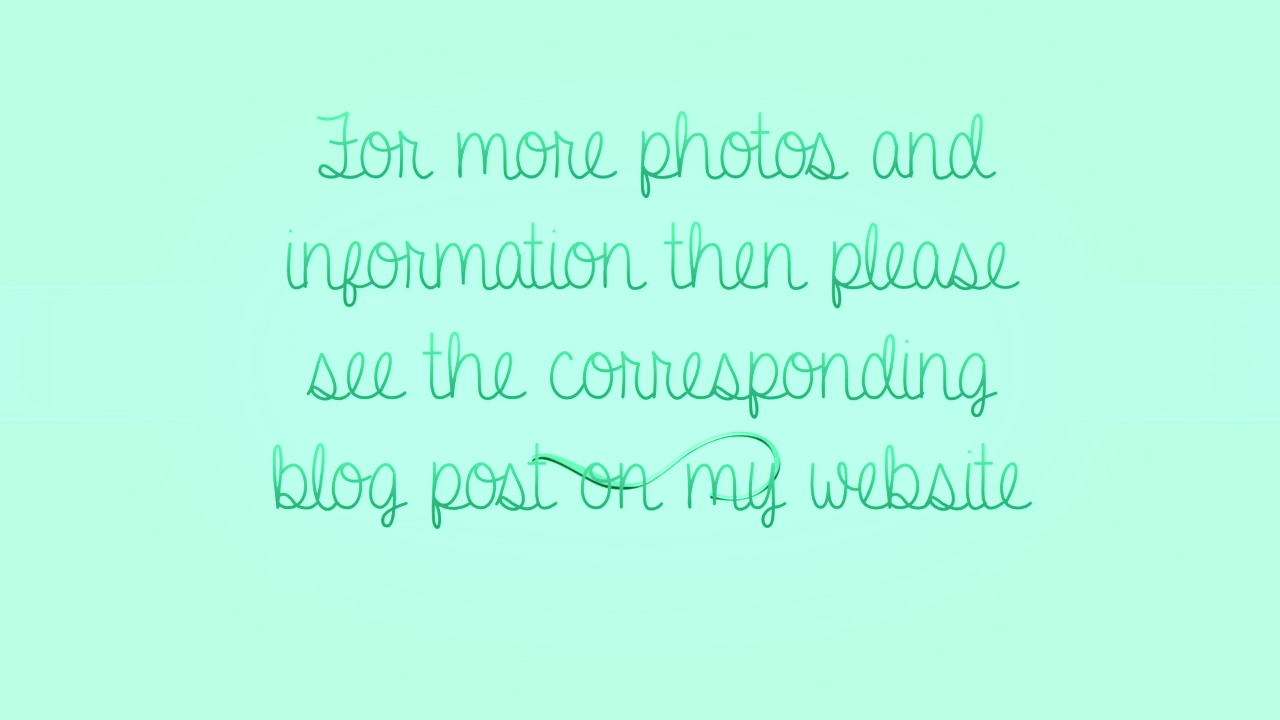 For more photos and
information then please
see the corresponding
blog post on my website